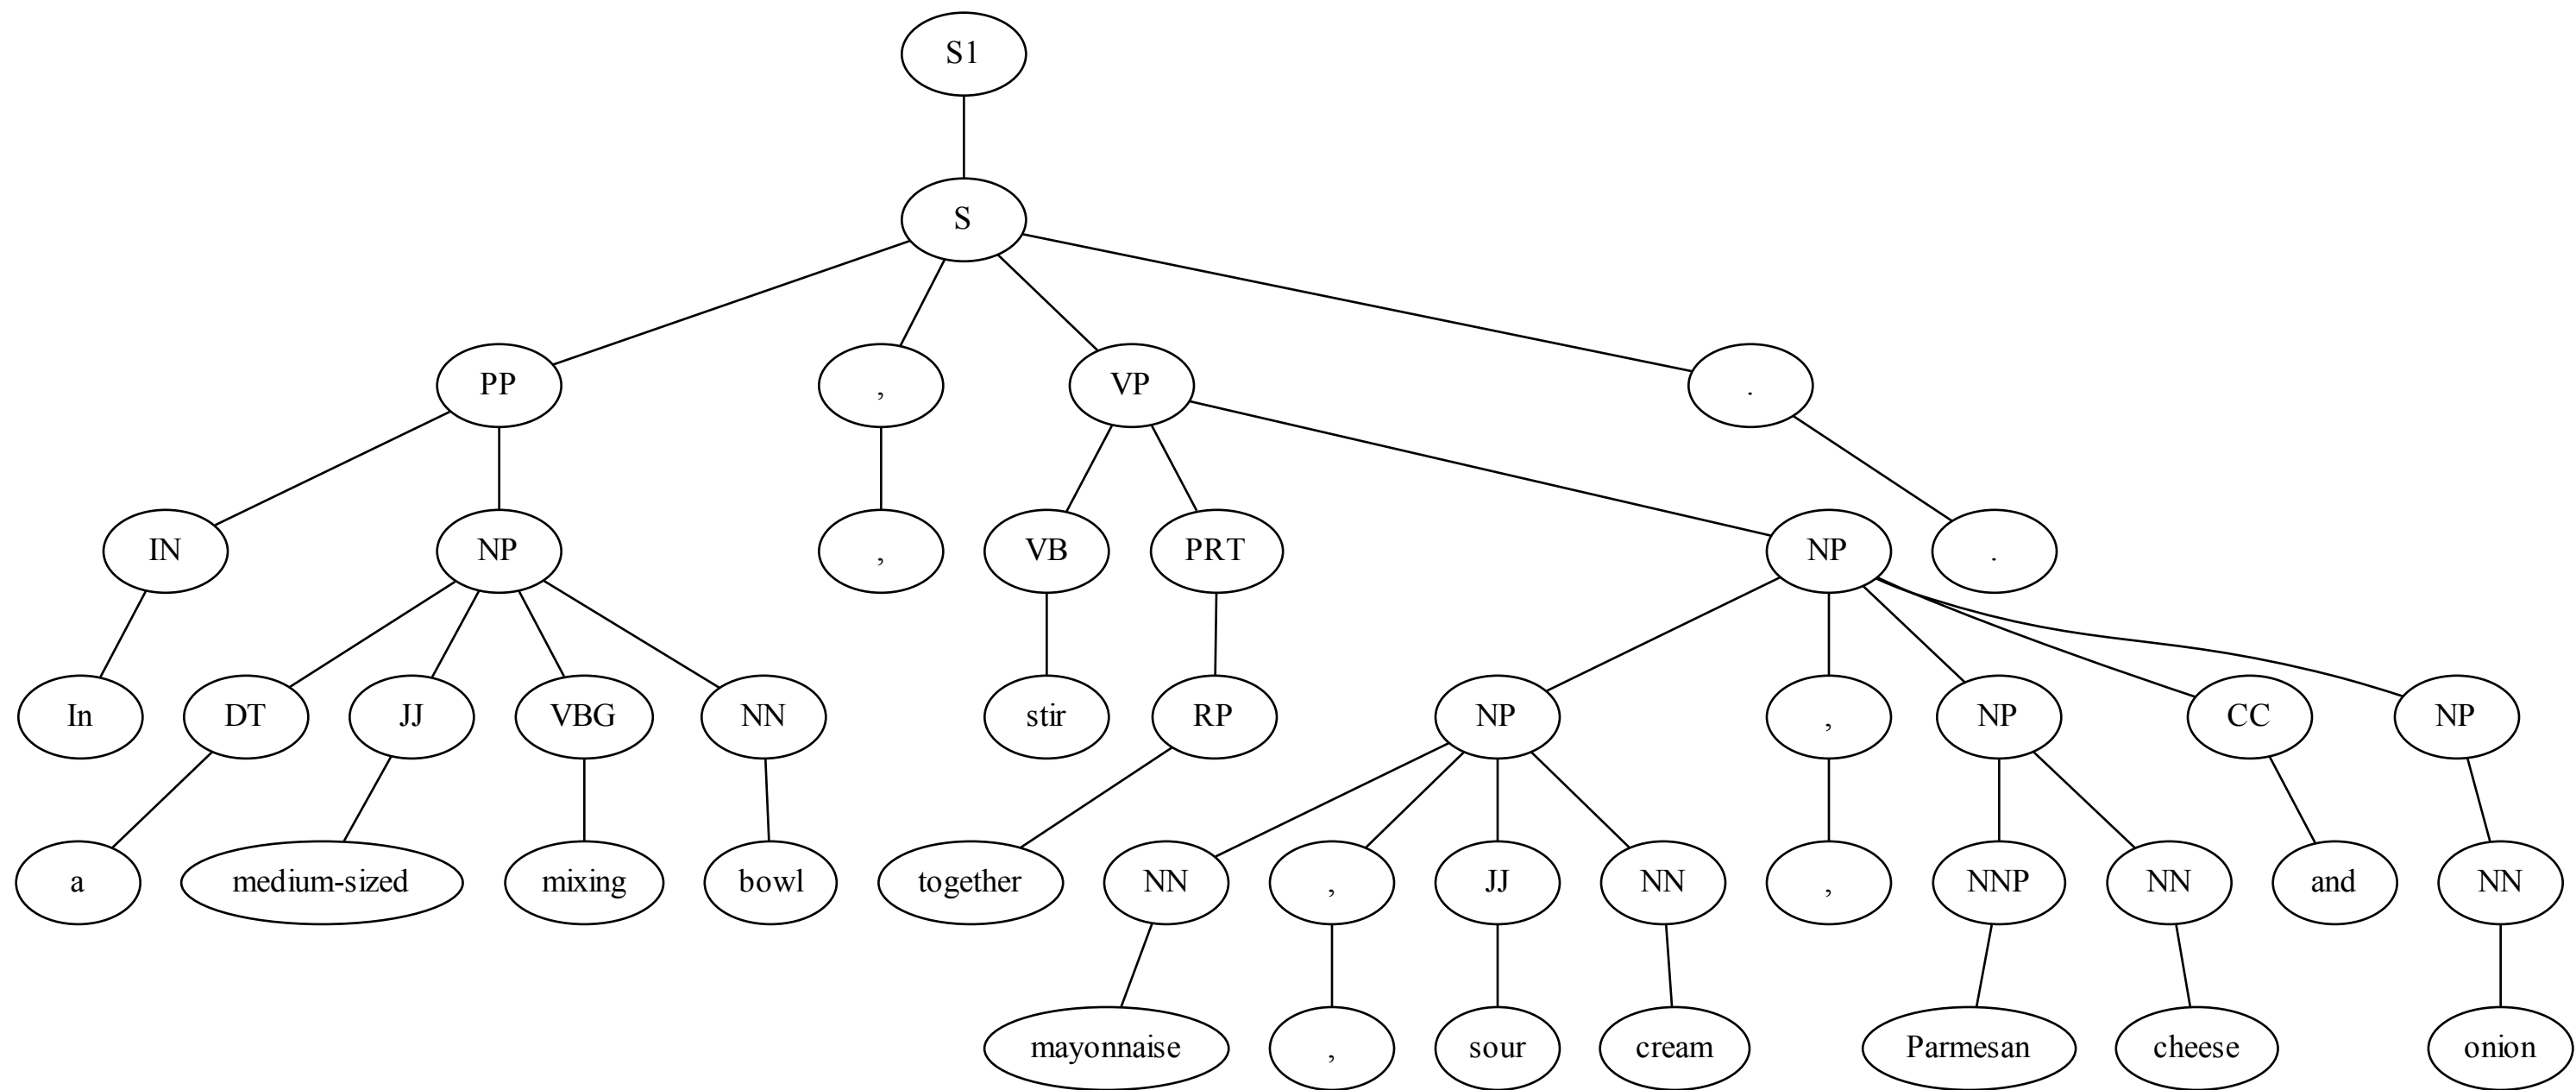 S1
S
PP , VP .
IN NP , VB PRT NP .
In DT JJ VBG NN stir RP NP , NP CC NP
a medium-sized mixing bowl together NN , JJ NN , NNP NN and NN
mayonnaise , sour cream Parmesan cheese onion